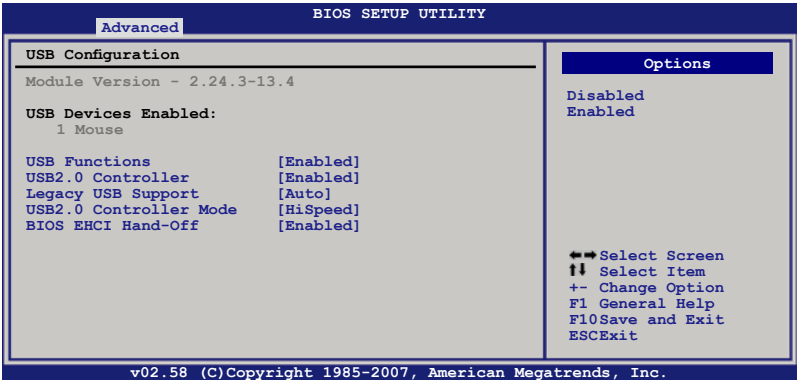 BIOS SETUP UTILITY
Advanced
USB Configuration
Module Version - 2.24.3-13.4
USB Devices Enabled:
1 Mouse
USB Functions [Enabled]
USB2.0 Controller [Enabled]
Legacy USB Support [Auto]
USB2.0 Controller Mode [HiSpeed]
BIOS EHCI Hand-Off [Enabled]
Options
Disabled
Enabled
←→Select Screen
↑↓ Select Item
+- Change Option
F1 General Help
F10Save and Exit
ESCExit
v02.58 (C)Copyright 1985-2007, American Megatrends, Inc.